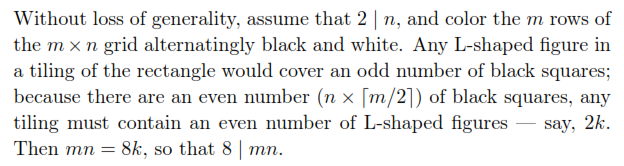 Without loss of generality, assume that 2 | n, and color the m rows of
the m × n grid alternatingly black and white. Any L-shaped figure in
a tiling of the rectangle would cover an odd number of black squares;
because there are an even number (n × ⌈m/2⌉) of black squares, any
tiling must contain an even number of L-shaped figures — say, 2k.
Then mn = 8k, so that 8 | mn.